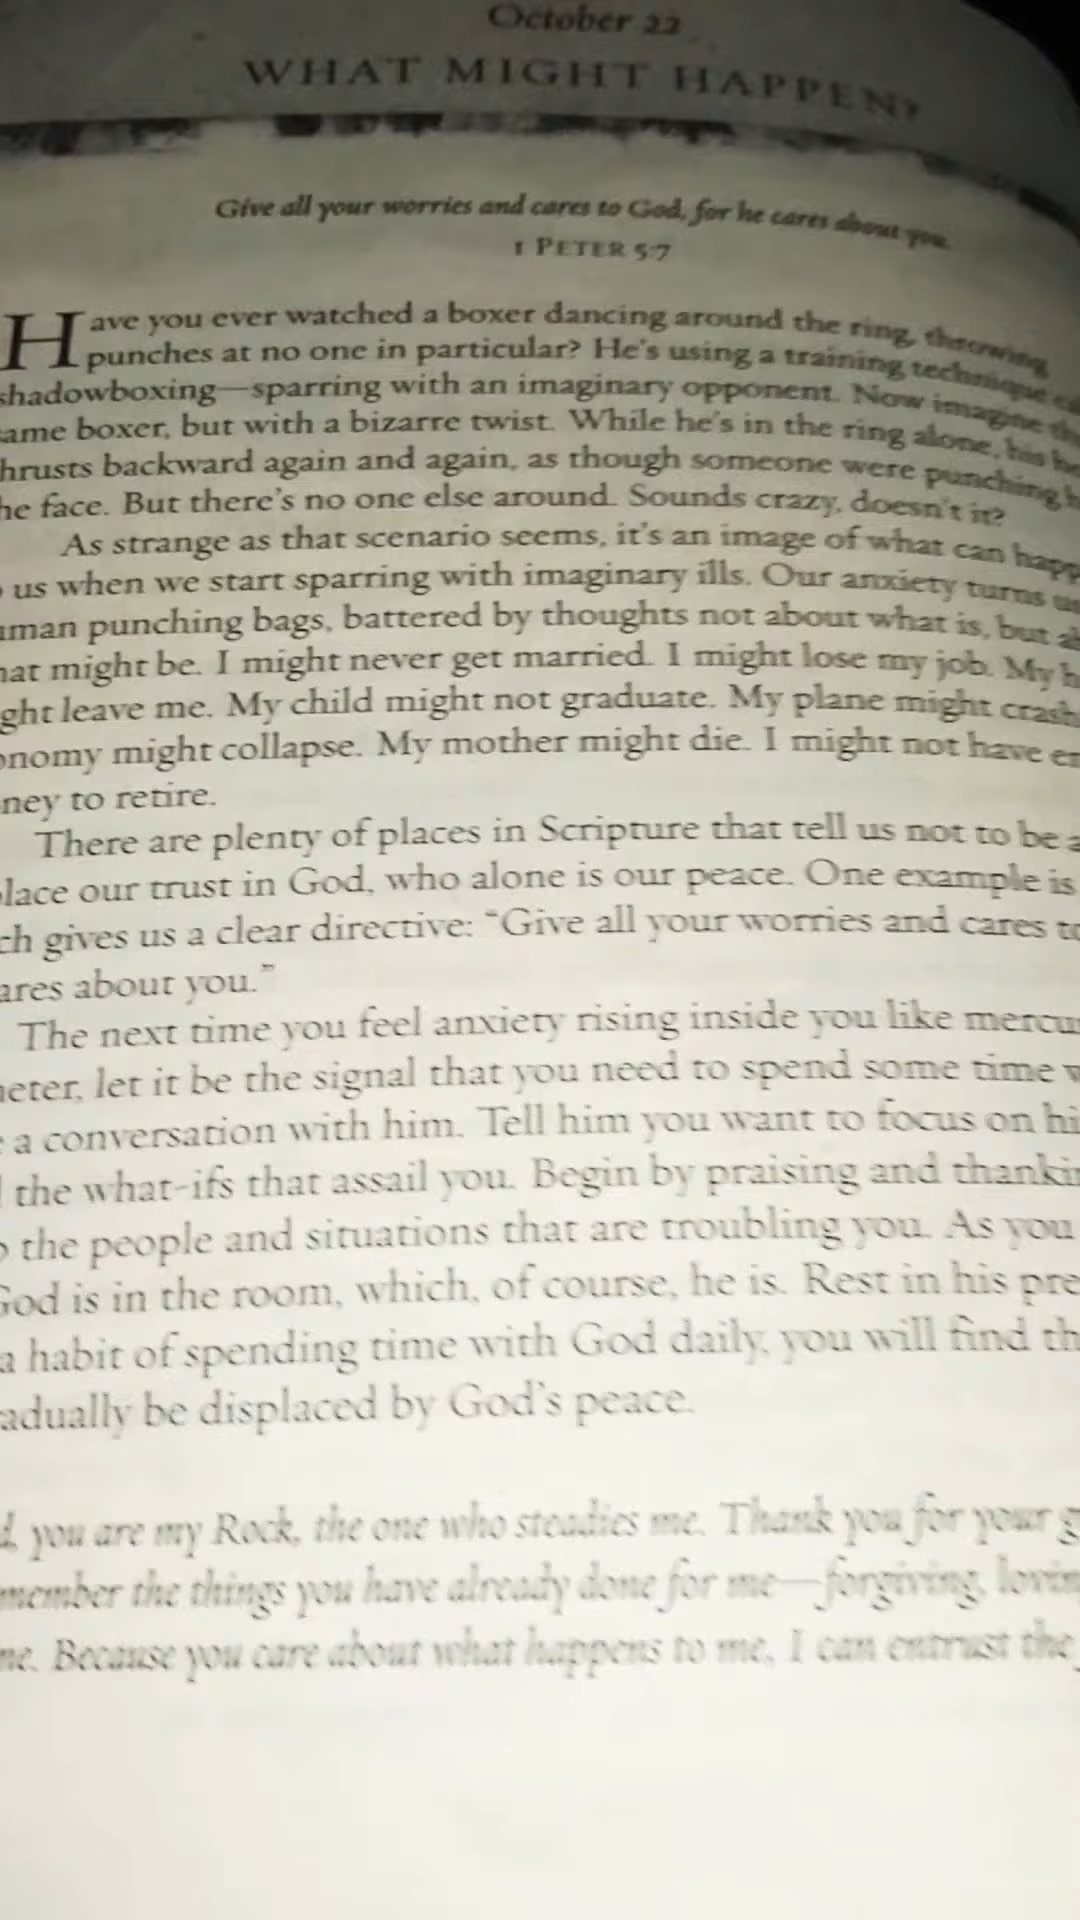 October 22
WHAT MIGHT HAPPEN?
Give all your worries and cares to God, for he cares about you.
1 PETER 5:7
Have you ever watched a boxer dancing around the ring, throwing
punches at no one in particular? He's using a training technique
shadowboxing—sparring with an imaginary opponent. Now imagine
ame boxer, but with a bizarre twist. While he's in the ring alone, his
hrusts backward again and again, as though someone were punching
he face. But there's no one else around. Sounds crazy, doesn't it?
As strange as that scenario seems, it's an image of what can happ
us when we start sparring with imaginary ills. Our anxiety turns us
uman punching bags, battered by thoughts not about what is, but
hat might be. I might never get married. I might lose my job. My
ght leave me. My child might not graduate. My plane might crash
onomy might collapse. My mother might die. I might not have
ney to retire.
There are plenty of places in Scripture that tell us not to be
lace our trust in God, who alone is our peace. One example is
ch gives us a clear directive: “Give all your worries and cares to
ares about you.”
The next time you feel anxiety rising inside you like mercu
eter, let it be the signal that you need to spend some time
a conversation with him. Tell him you want to focus on hi
the what-ifs that assail you. Begin by praising and thankin
the people and situations that are troubling you. As you
God is in the room, which, of course, he is. Rest in his pre
a habit of spending time with God daily, you will find th
adually be displaced by God's peace.
d, you are my Rock, the one who steadies me. Thank you for your g
member the things you have already done for me—forgiving, lovin
me. Because you care about what happens to me, I can entrust the